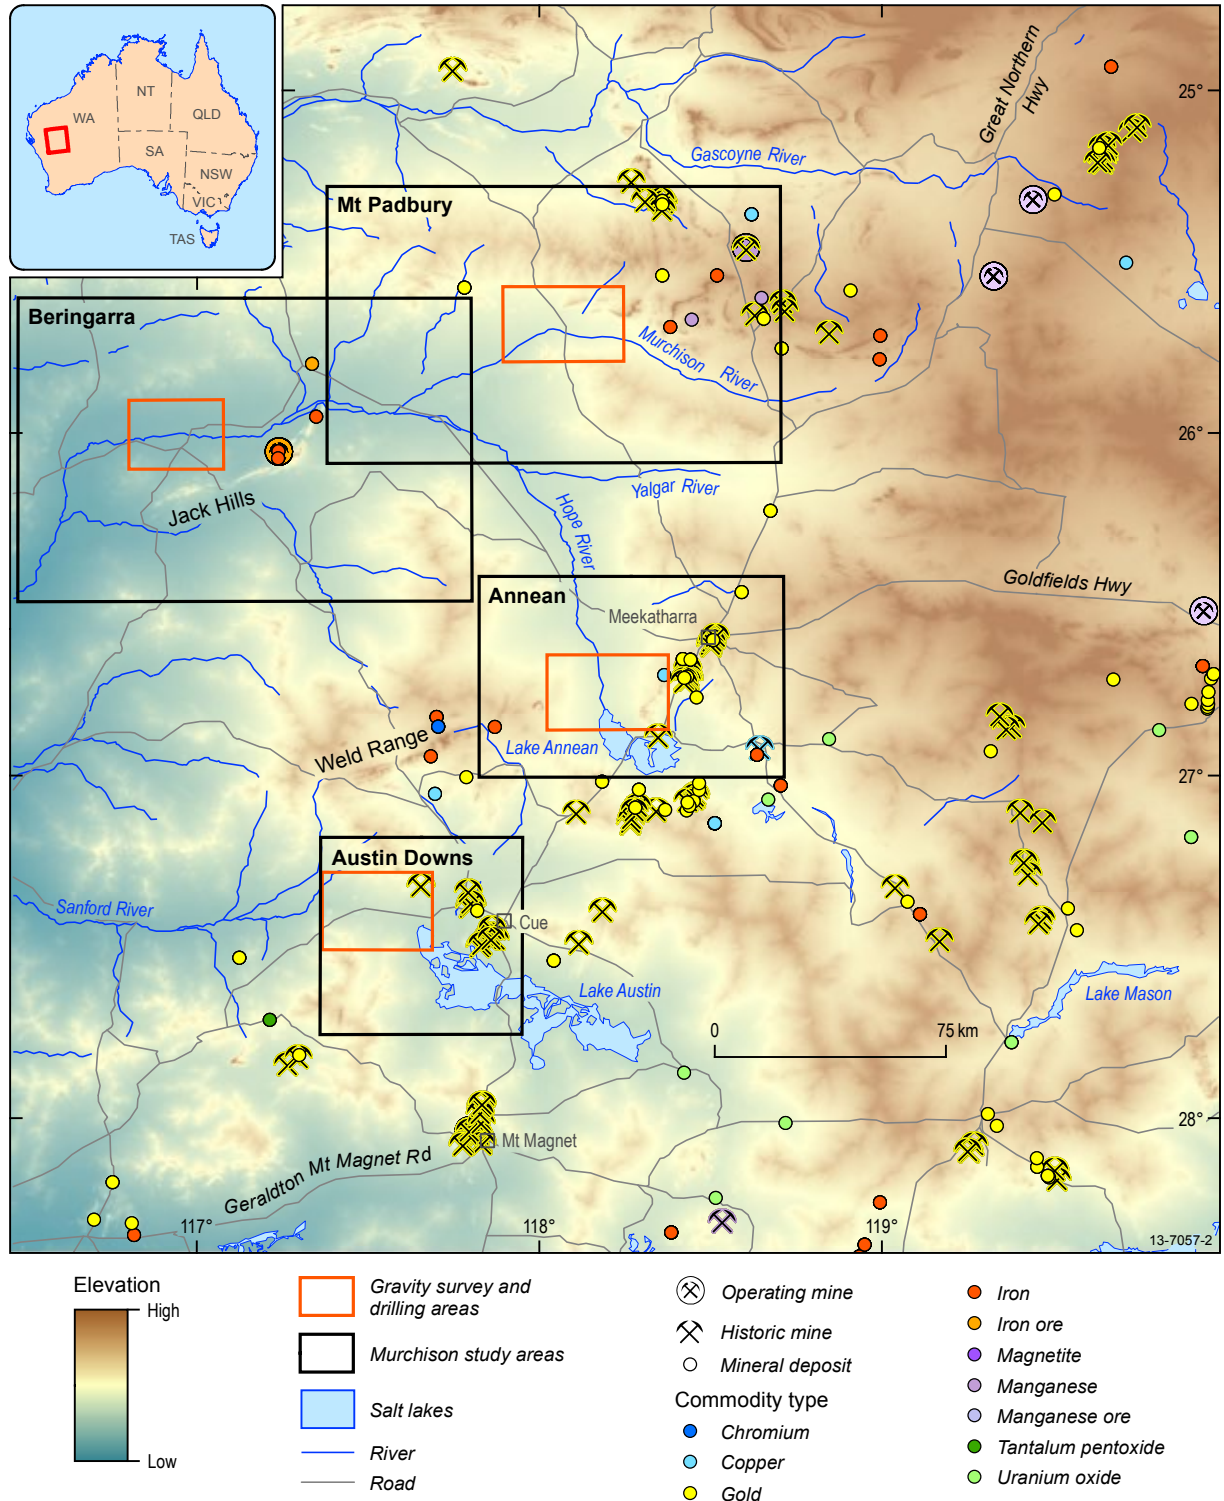 NT
WA
QLD
SA
NSW
VIC
TAS
Great Northern
Hwy
25°
Gascoyne River
Mt Padbury
Beringarra
Murchison River
26°
Jack Hills
Yalgar River
Hope River
Goldfields Hwy
Annean
Meekatharra
Weld Range
Lake Annean
27°
Austin Downs
Sanford River
Cue
Lake Austin
Lake Mason
0
75 km
28°
Mt Magnet
Geraldton Mt Magnet Rd
117°
118°
119°
13-7057-2
Elevation
High
Low
Gravity survey and
drilling areas
Murchison study areas
Salt lakes
River
Road
Operating mine
Historic mine
Mineral deposit
Commodity type
Chromium
Copper
Gold
Iron
Iron ore
Magnetite
Manganese
Manganese ore
Tantalum pentoxide
Uranium oxide